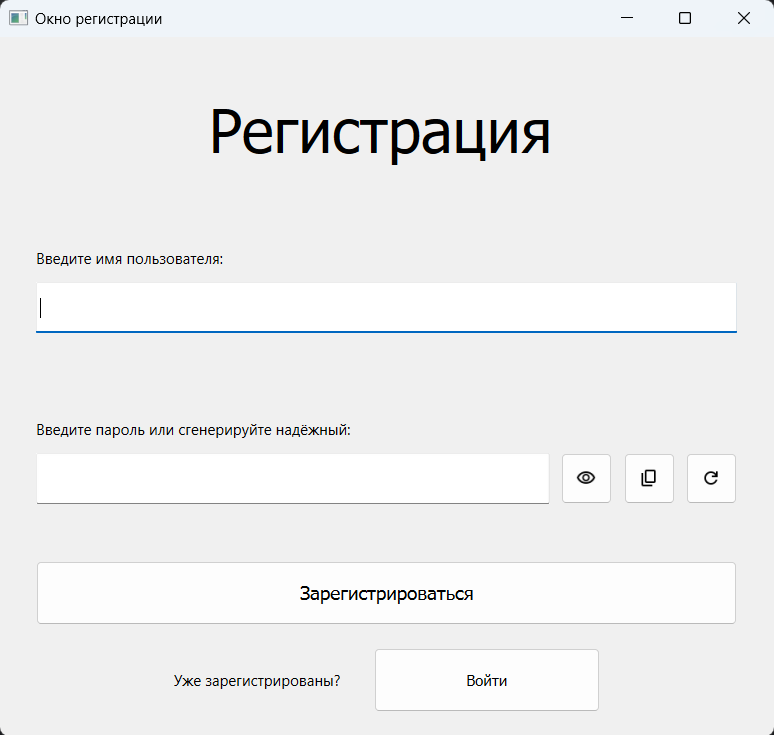 Окно регистрации
Регистрация
Введите имя пользователя:
Введите пароль или сгенерируйте надёжный:
Зарегистрироваться
Уже зарегистрированы? Войти